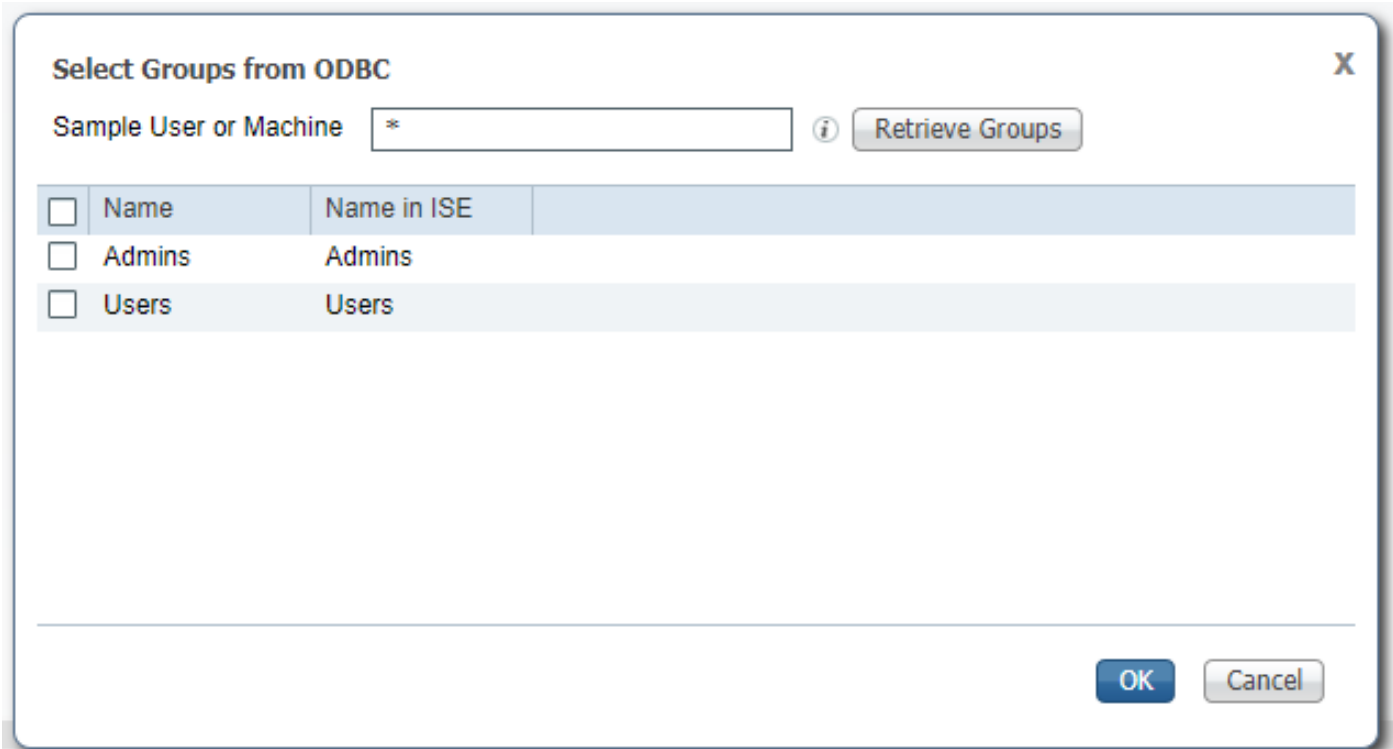 Select Groups from ODBC X
Sample User or Machine * i Retrieve Groups
Name Name in ISE
Admins Admins
Users Users
OK Cancel